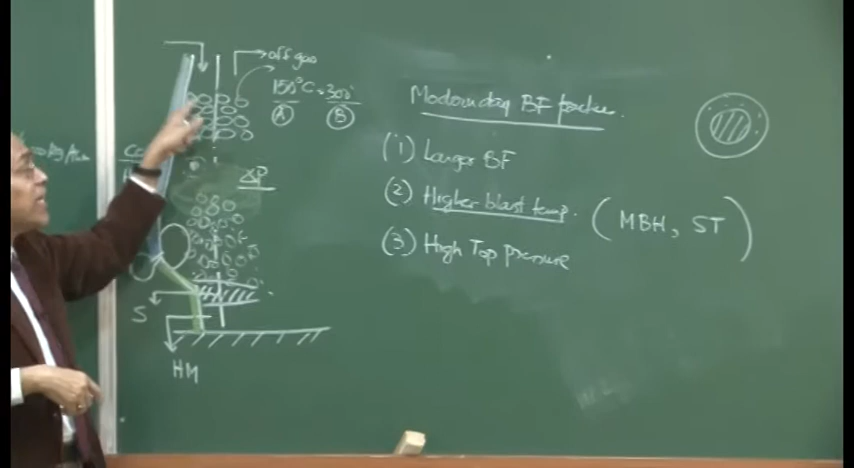 off gas
150°C , 300°
A B
ΔP
S
HM
Modern day BF practice.
(1) Larger BF
(2) Higher blast temp. (MBH, ST)
(3) High Top pressure